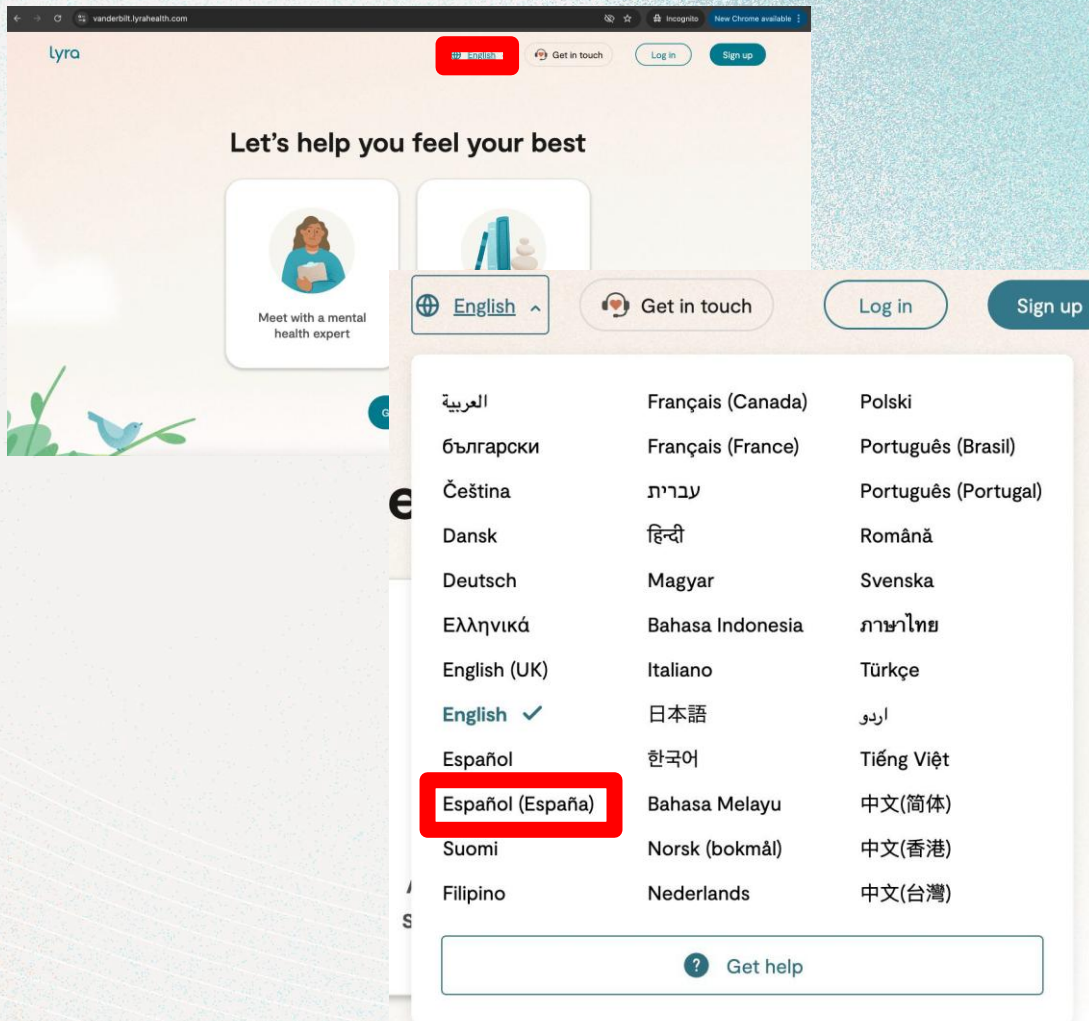 vanderbilt.lyrahealth.com
Incognito
New Chrome available
lyra
English
Get in touch
Log in
Sign up
Let's help you feel your best
Meet with a mental
health expert
English
Get in touch
Log in
Sign up
العربية
Français (Canada)
Polski
български
Français (France)
Português (Brasil)
Čeština
עברית
Português (Portugal)
Dansk
हिन्दी
Română
Deutsch
Magyar
Svenska
Ελληνικά
Bahasa Indonesia
ภาษาไทย
English (UK)
Italiano
Türkçe
English
日本語
اردو
Español
한국어
Tiếng Việt
Español (España)
Bahasa Melayu
中文(简体)
Suomi
Norsk (bokmål)
中文(香港)
Filipino
Nederlands
中文(台灣)
Get help